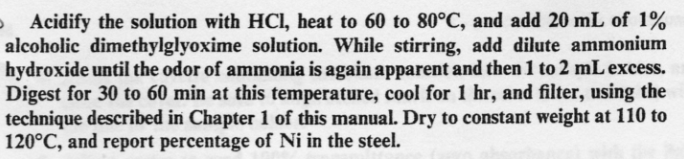 Acidify the solution with HCl, heat to 60 to 80°C, and add 20 mL of 1%
alcoholic dimethylglyoxime solution. While stirring, add dilute ammonium
hydroxide until the odor of ammonia is again apparent and then 1 to 2 mL excess.
Digest for 30 to 60 min at this temperature, cool for 1 hr, and filter, using the
technique described in Chapter 1 of this manual. Dry to constant weight at 110 to
120°C, and report percentage of Ni in the steel.